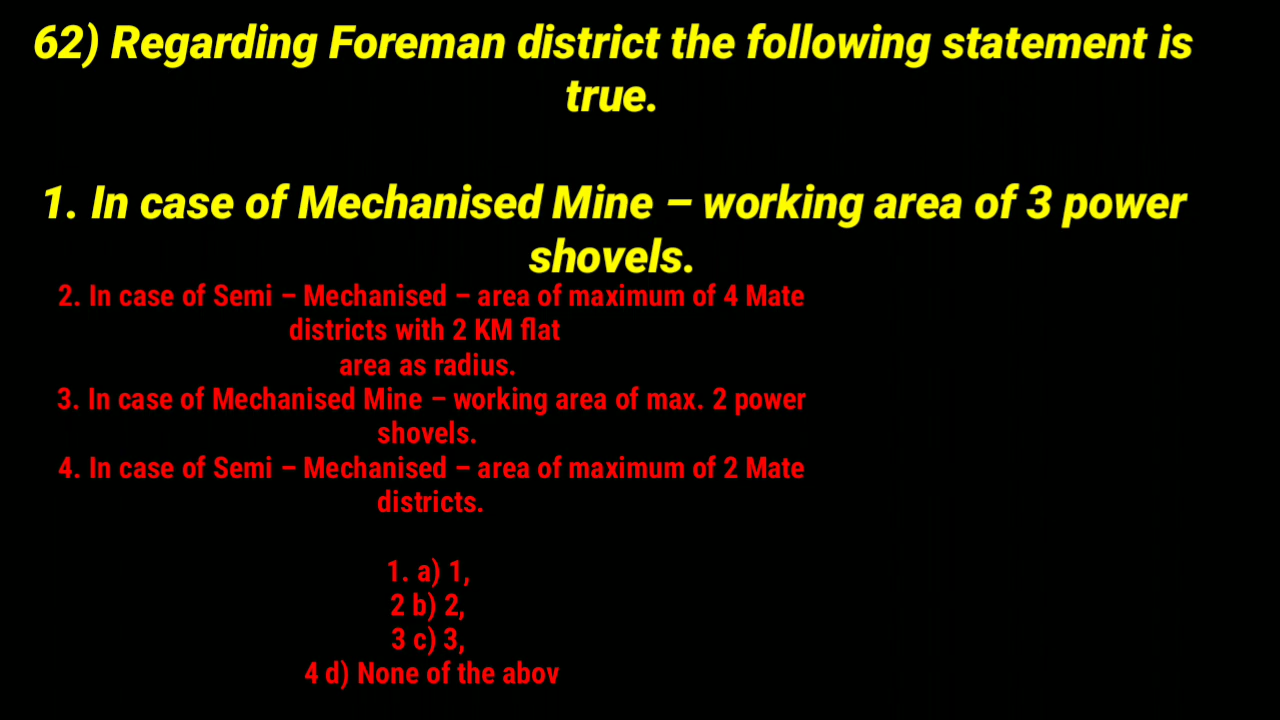 62) Regarding Foreman district the following statement is
true.
1. In case of Mechanised Mine – working area of 3 power
shovels.
2. In case of Semi – Mechanised – area of maximum of 4 Mate
districts with 2 KM flat
area as radius.
3. In case of Mechanised Mine – working area of max. 2 power
shovels.
4. In case of Semi – Mechanised – area of maximum of 2 Mate
districts.
1. a) 1,
2 b) 2,
3 c) 3,
4 d) None of the abov